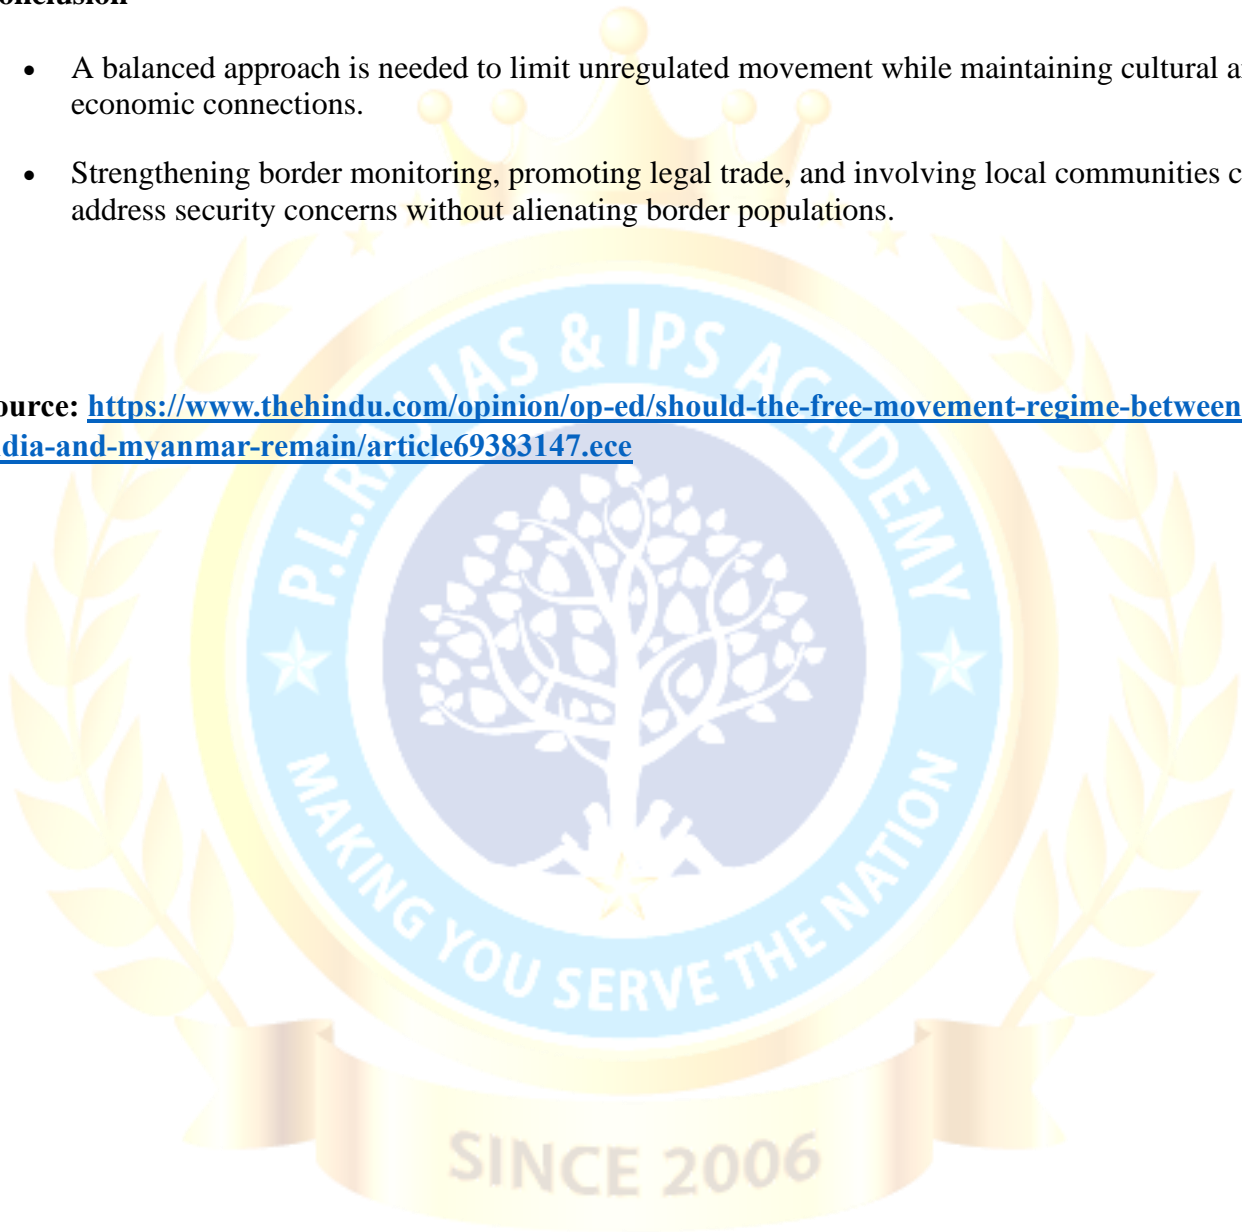 onclusion
• A balanced approach is needed to limit unregulated movement while maintaining cultural a
economic connections.
• Strengthening border monitoring, promoting legal trade, and involving local communities c
address security concerns without alienating border populations.
ource: https://www.thehindu.com/opinion/op-ed/should-the-free-movement-regime-between
dia-and-myanmar-remain/article69383147.ece
P.L.RAJ IAS & IPS ACADEMY
MAKING YOU SERVE THE NATION
SINCE 2006